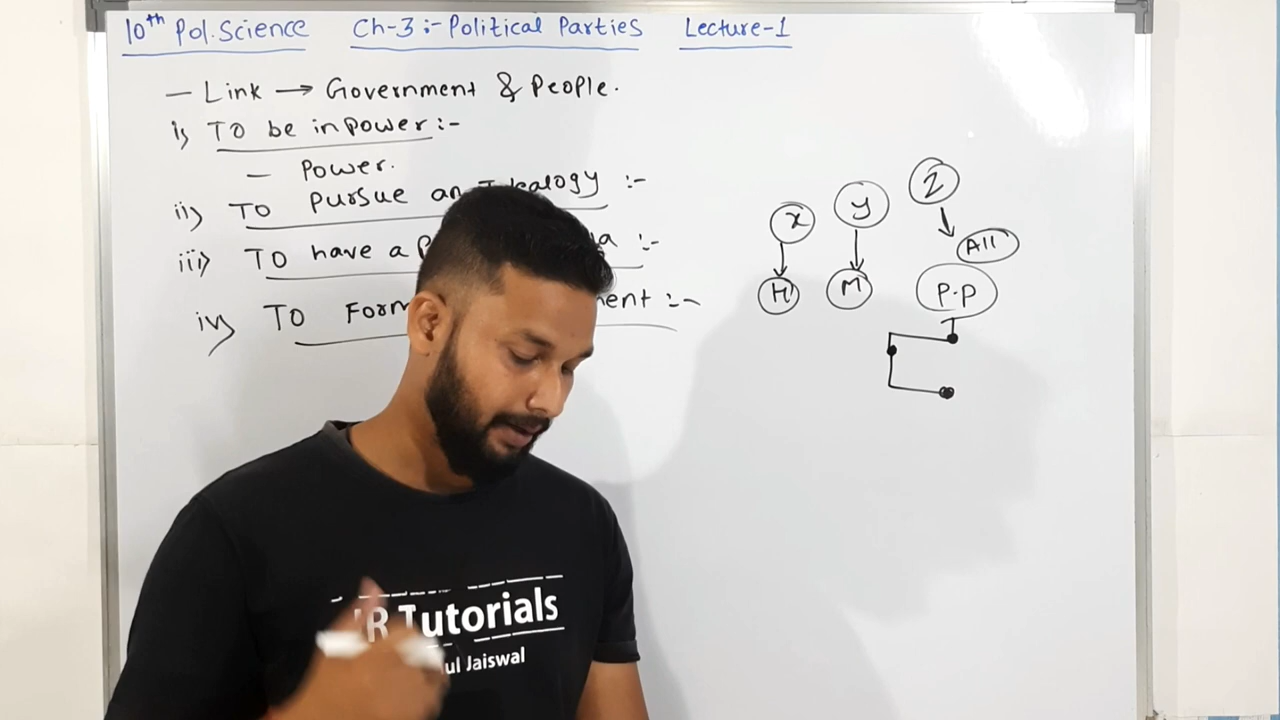 10th Pol.Science Ch-3:- Political Parties Lecture-1
— Link → Government & People.
i) To be in power:-
— Power.
ii) To pursue an :-
iii) To have a :-
iv) To Form :-
x
y
Z
H
M
All
P.P
Tutorials
Jaiswal